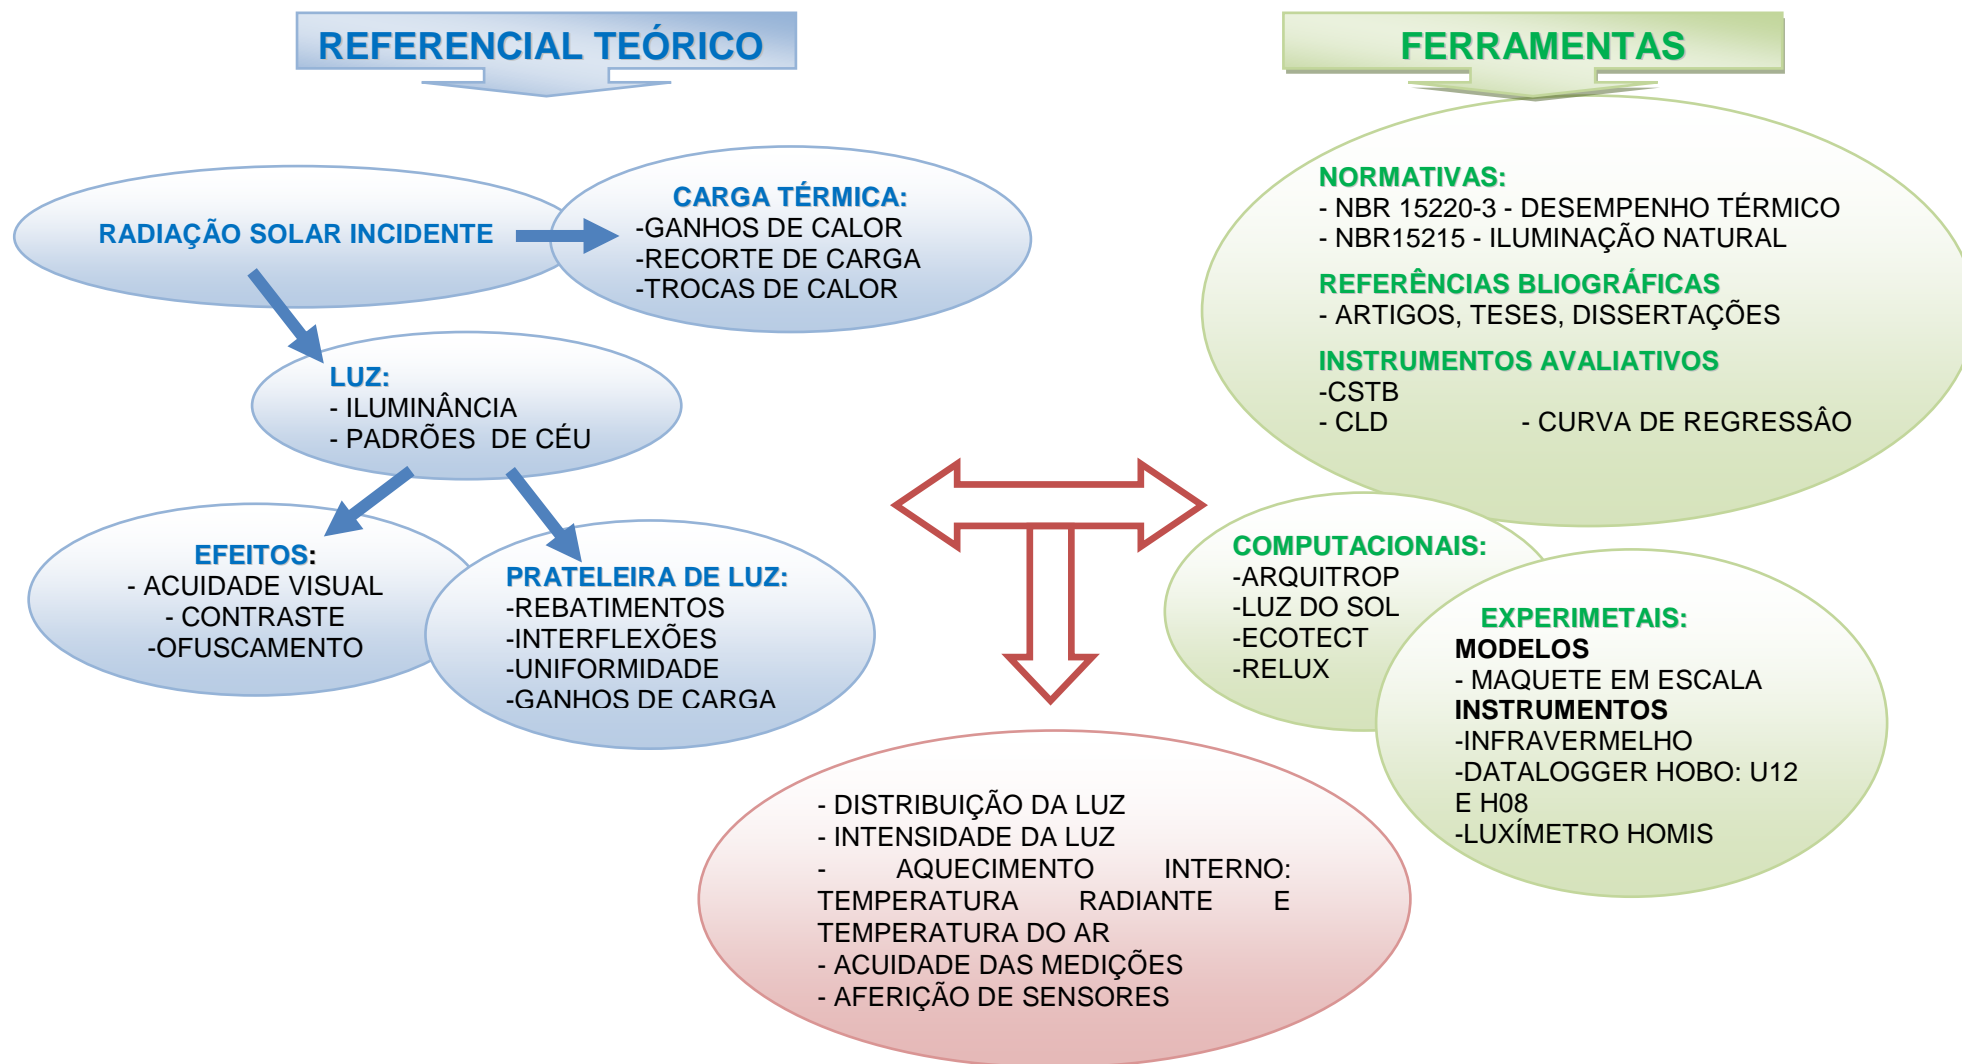 REFERENCIAL TEÓRICO
RADIAÇÃO SOLAR INCIDENTE
CARGA TÉRMICA:
-GANHOS DE CALOR
-RECORTE DE CARGA
-TROCAS DE CALOR
LUZ:
- ILUMINÂNCIA
- PADRÕES  DE CÉU
EFEITOS:
- ACUIDADE VISUAL
- CONTRASTE
-OFUSCAMENTO
PRATELEIRA DE LUZ:
-REBATIMENTOS
-INTERFLEXÕES
-UNIFORMIDADE
-GANHOS DE CARGA
FERRAMENTAS
NORMATIVAS:
- NBR 15220-3 - DESEMPENHO TÉRMICO
- NBR15215 - ILUMINAÇÃO NATURAL
REFERÊNCIAS BLIOGRÁFICAS
- ARTIGOS, TESES, DISSERTAÇÕES
INSTRUMENTOS AVALIATIVOS
-CSTB
- CLD - CURVA DE REGRESSÂO
COMPUTACIONAIS:
-ARQUITROP
-LUZ DO SOL
-ECOTECT
-RELUX
EXPERIMETAIS:
MODELOS
- MAQUETE EM ESCALA
INSTRUMENTOS
-INFRAVERMELHO
-DATALOGGER HOBO: U12
E H08
-LUXÍMETRO HOMIS
- DISTRIBUIÇÃO DA LUZ
- INTENSIDADE DA LUZ
- AQUECIMENTO INTERNO:
TEMPERATURA RADIANTE E
TEMPERATURA DO AR
- ACUIDADE DAS MEDIÇÕES
- AFERIÇÃO DE SENSORES